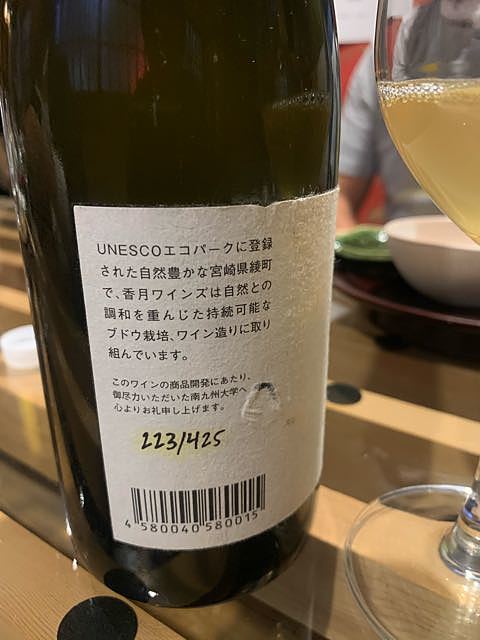 UNESCOエコパークに登録
された自然豊かな宮崎県綾町
で、香月ワインズは自然との
調和を重んじた持続可能な
ブドウ栽培、ワイン造りに取り
組んでいます。
このワインの商品開発にあたり、
御尽力いただいた南九州大学へ
心よりお礼申し上げます。
223/425
4 580040 580015